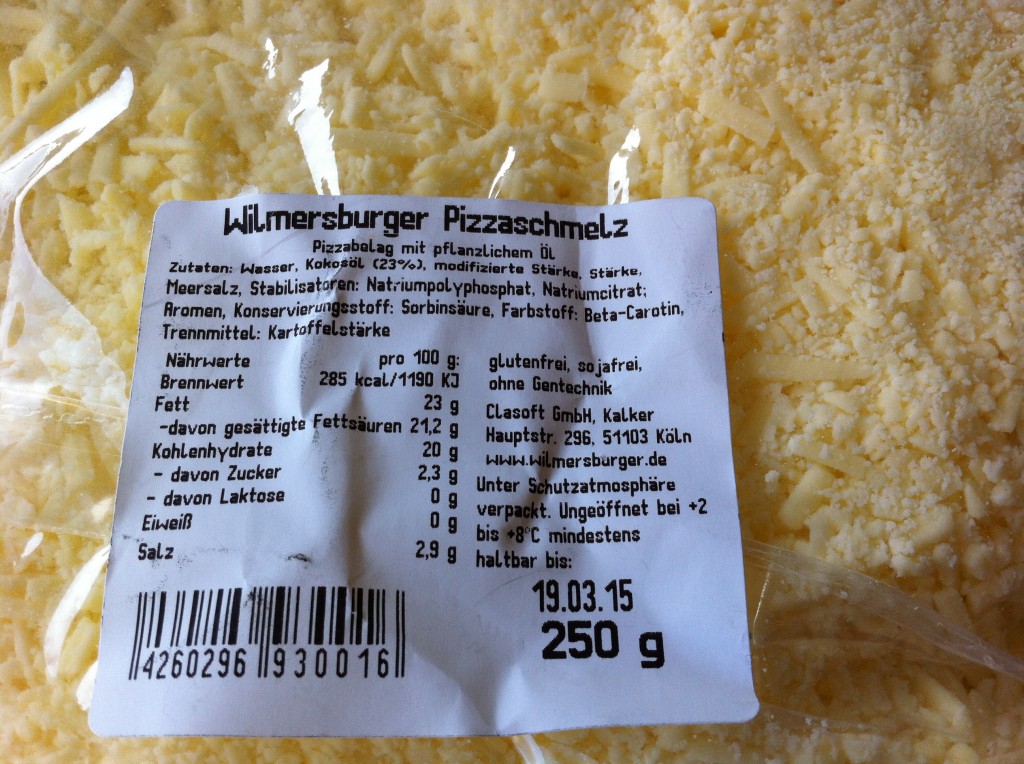 Wilmersburger Pizzaschmelz
Pizzabelag mit pflanzlichem Öl
Zutaten: Wasser, Kokosöl (23%), modifizierte Stärke, Stärke,
Meersalz, Stabilisatoren: Natriumpolyphosphat, Natriumcitrat;
Aromen, Konservierungsstoff: Sorbinsäure, Farbstoff: Beta-Carotin,
Trennmittel: Kartoffelstärke
Nährwerte pro 100 g:
Brennwert 285 kcal/1190 KJ
Fett 23 g
-davon gesättigte Fettsäuren 21,2 g
Kohlenhydrate 20 g
- davon Zucker 2,3 g
- davon Laktose 0 g
Eiweiß 0 g
Salz 2,9 g
glutenfrei, sojafrei,
ohne Gentechnik
Clasoft GmbH, Kalker
Hauptstr. 296, 51103 Köln
www.wilmersburger.de
Unter Schutzatmosphäre
verpackt. Ungeöffnet bei +2
bis +8°C mindestens
haltbar bis:
19.03.15
250 g
4260296 930016